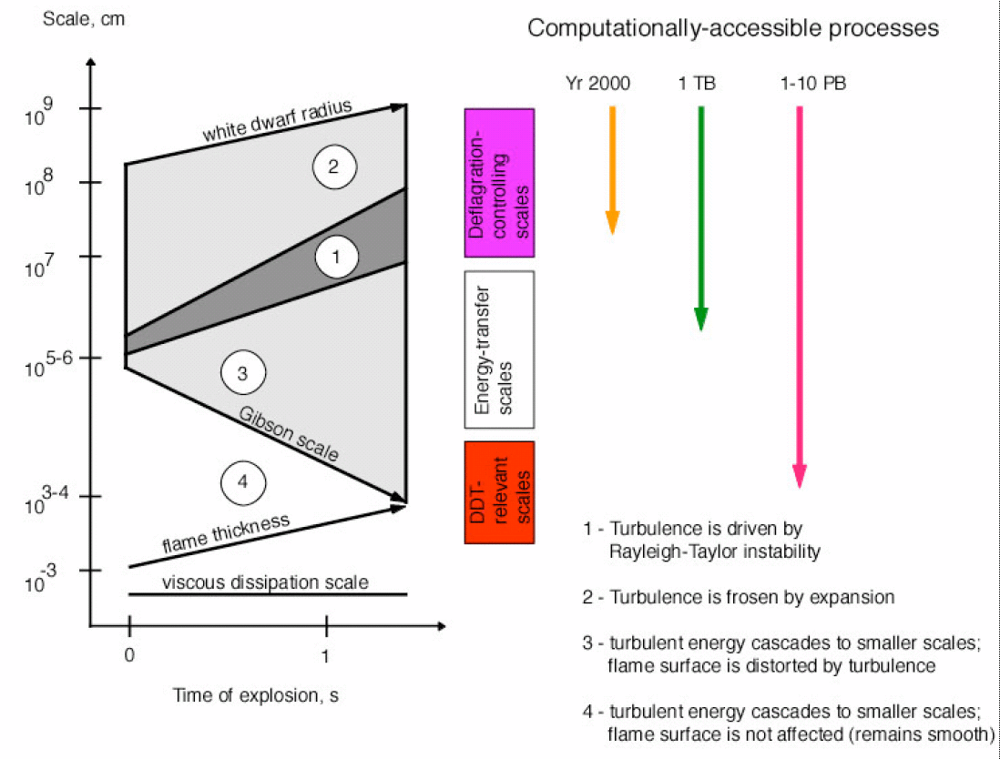 Scale, cm
Computationally-accessible processes
Yr 2000
1 TB
1-10 PB
10^9
10^8
10^7
10^5-6
10^3-4
10^-3
white dwarf radius
2
1
3
Gibson scale
4
flame thickness
viscous dissipation scale
0
1
Time of explosion, s
Deflagration-
controlling
scales
Energy-transfer
scales
DDT-
relevant
scales
1 - Turbulence is driven by
Rayleigh-Taylor instability
2 - Turbulence is frosen by expansion
3 - turbulent energy cascades to smaller scales;
flame surface is distorted by turbulence
4 - turbulent energy cascades to smaller scales;
flame surface is not affected (remains smooth)